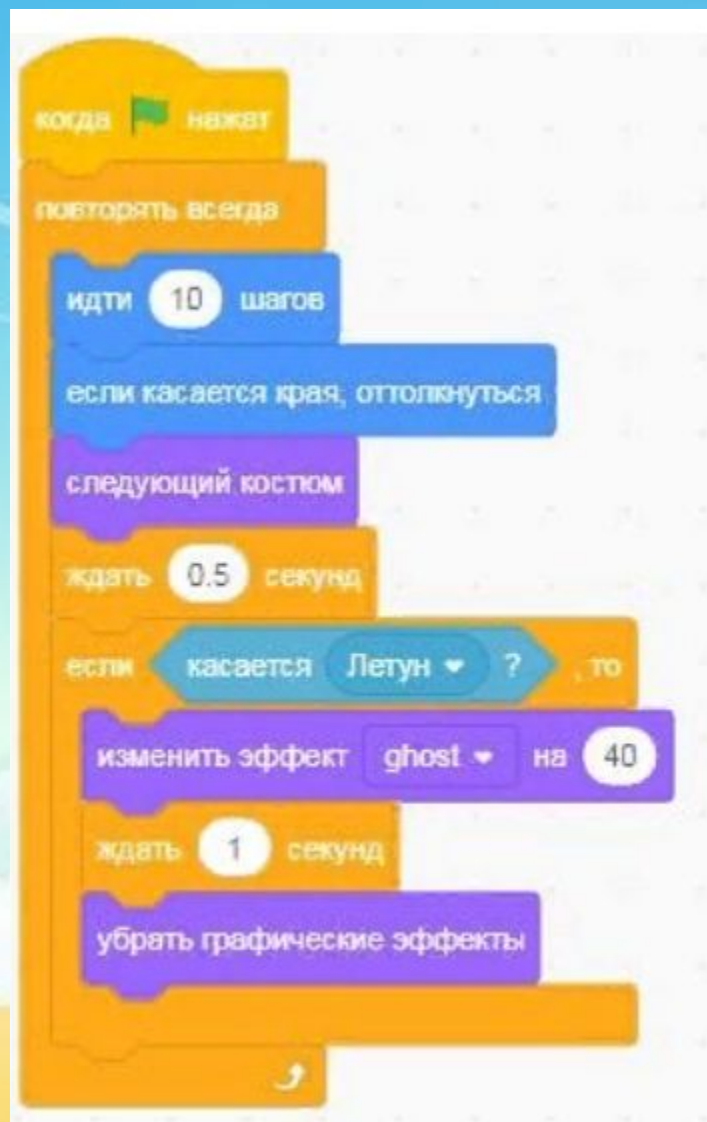 когда нажат
повторять всегда
идти 10 шагов
если касается края, оттолкнуться
следующий костюм
ждать 0.5 секунд
если касается Летун ? , то
изменить эффект ghost на 40
ждать 1 секунд
убрать графические эффекты